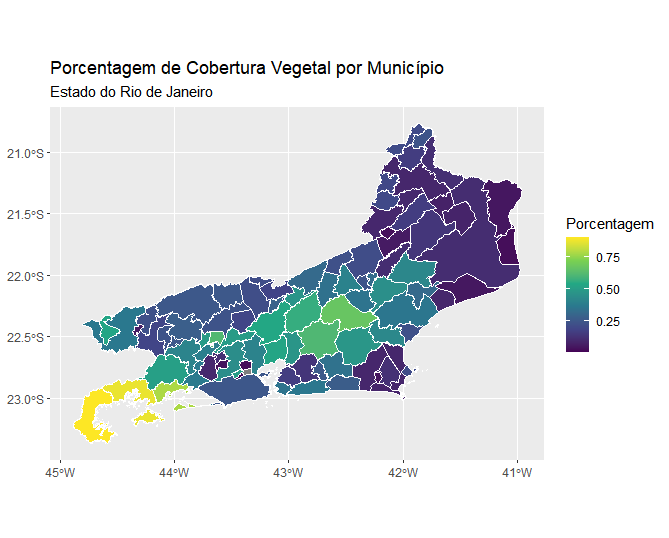 Porcentagem de Cobertura Vegetal por Município
Estado do Rio de Janeiro
21.0°S
21.5°S
22.0°S
22.5°S
23.0°S
45°W
44°W
43°W
42°W
41°W
Porcentagem
0.75
0.50
0.25